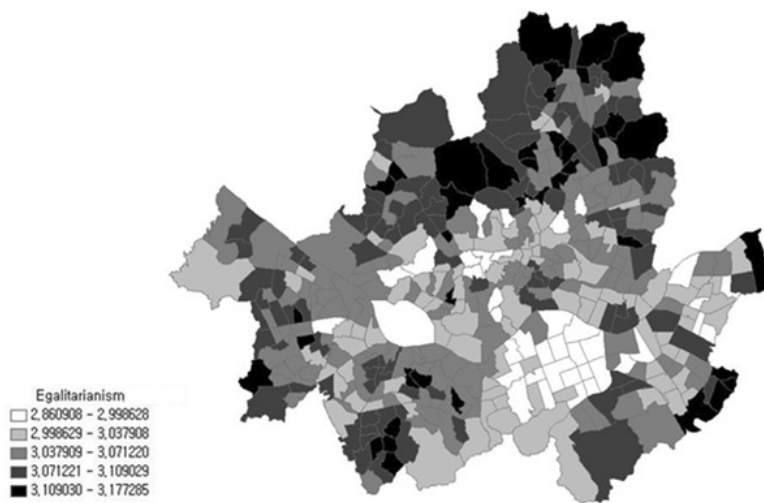 Egalitarianism
2,860908 - 2,998628
2,998629 - 3,037908
3,037909 - 3,071220
3,071221 - 3,109029
3,109030 - 3,177285